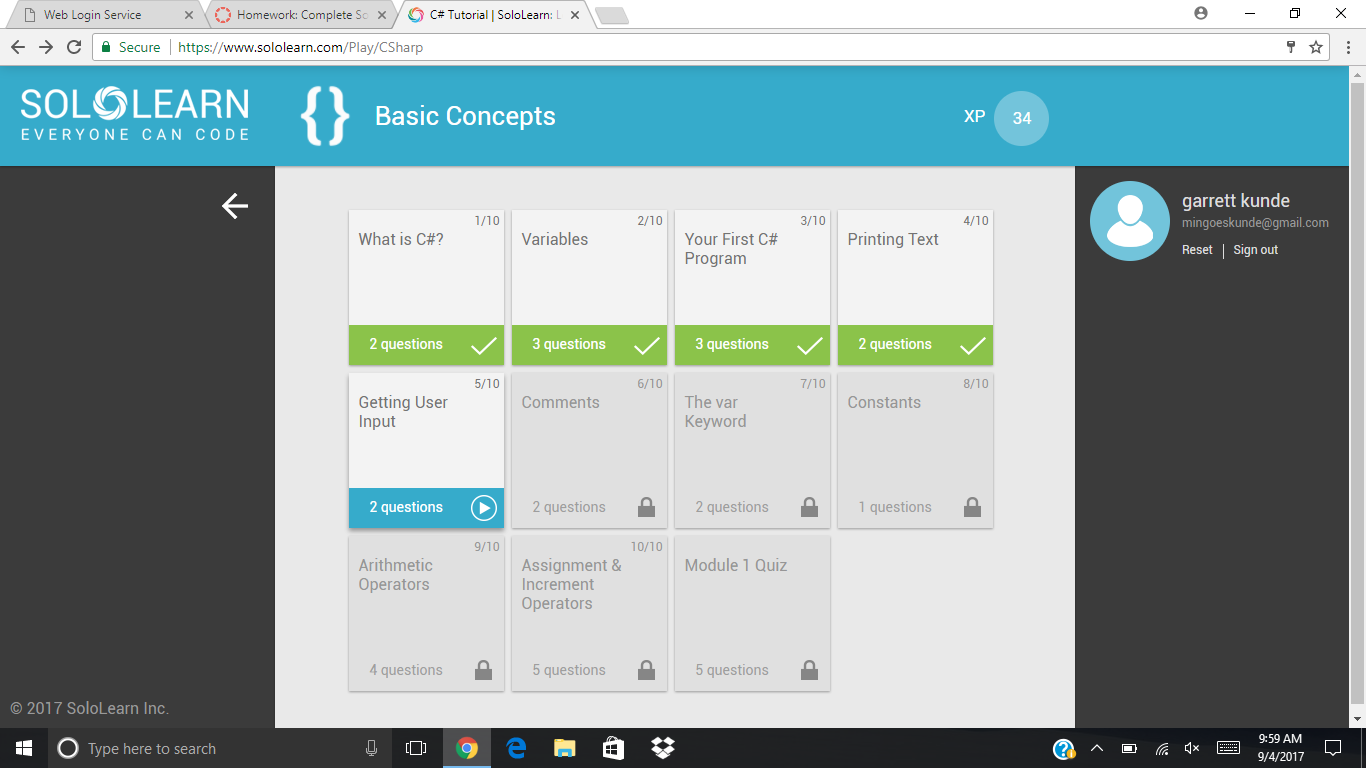 Web Login Service
Homework: Complete So
C# Tutorial | SoloLearn: L
Secure
https://www.sololearn.com/Play/CSharp
SOLOLEARN
EVERYONE CAN CODE
{ }
Basic Concepts
XP
34
garrett kunde
mingoeskunde@gmail.com
Reset | Sign out
1/10
What is C#?
2 questions
2/10
Variables
3 questions
3/10
Your First C#
Program
3 questions
4/10
Printing Text
2 questions
5/10
Getting User
Input
2 questions
6/10
Comments
2 questions
7/10
The var
Keyword
2 questions
8/10
Constants
1 questions
9/10
Arithmetic
Operators
4 questions
10/10
Assignment &
Increment
Operators
5 questions
Module 1 Quiz
5 questions
© 2017 SoloLearn Inc.
Type here to search
9:59 AM
9/4/2017